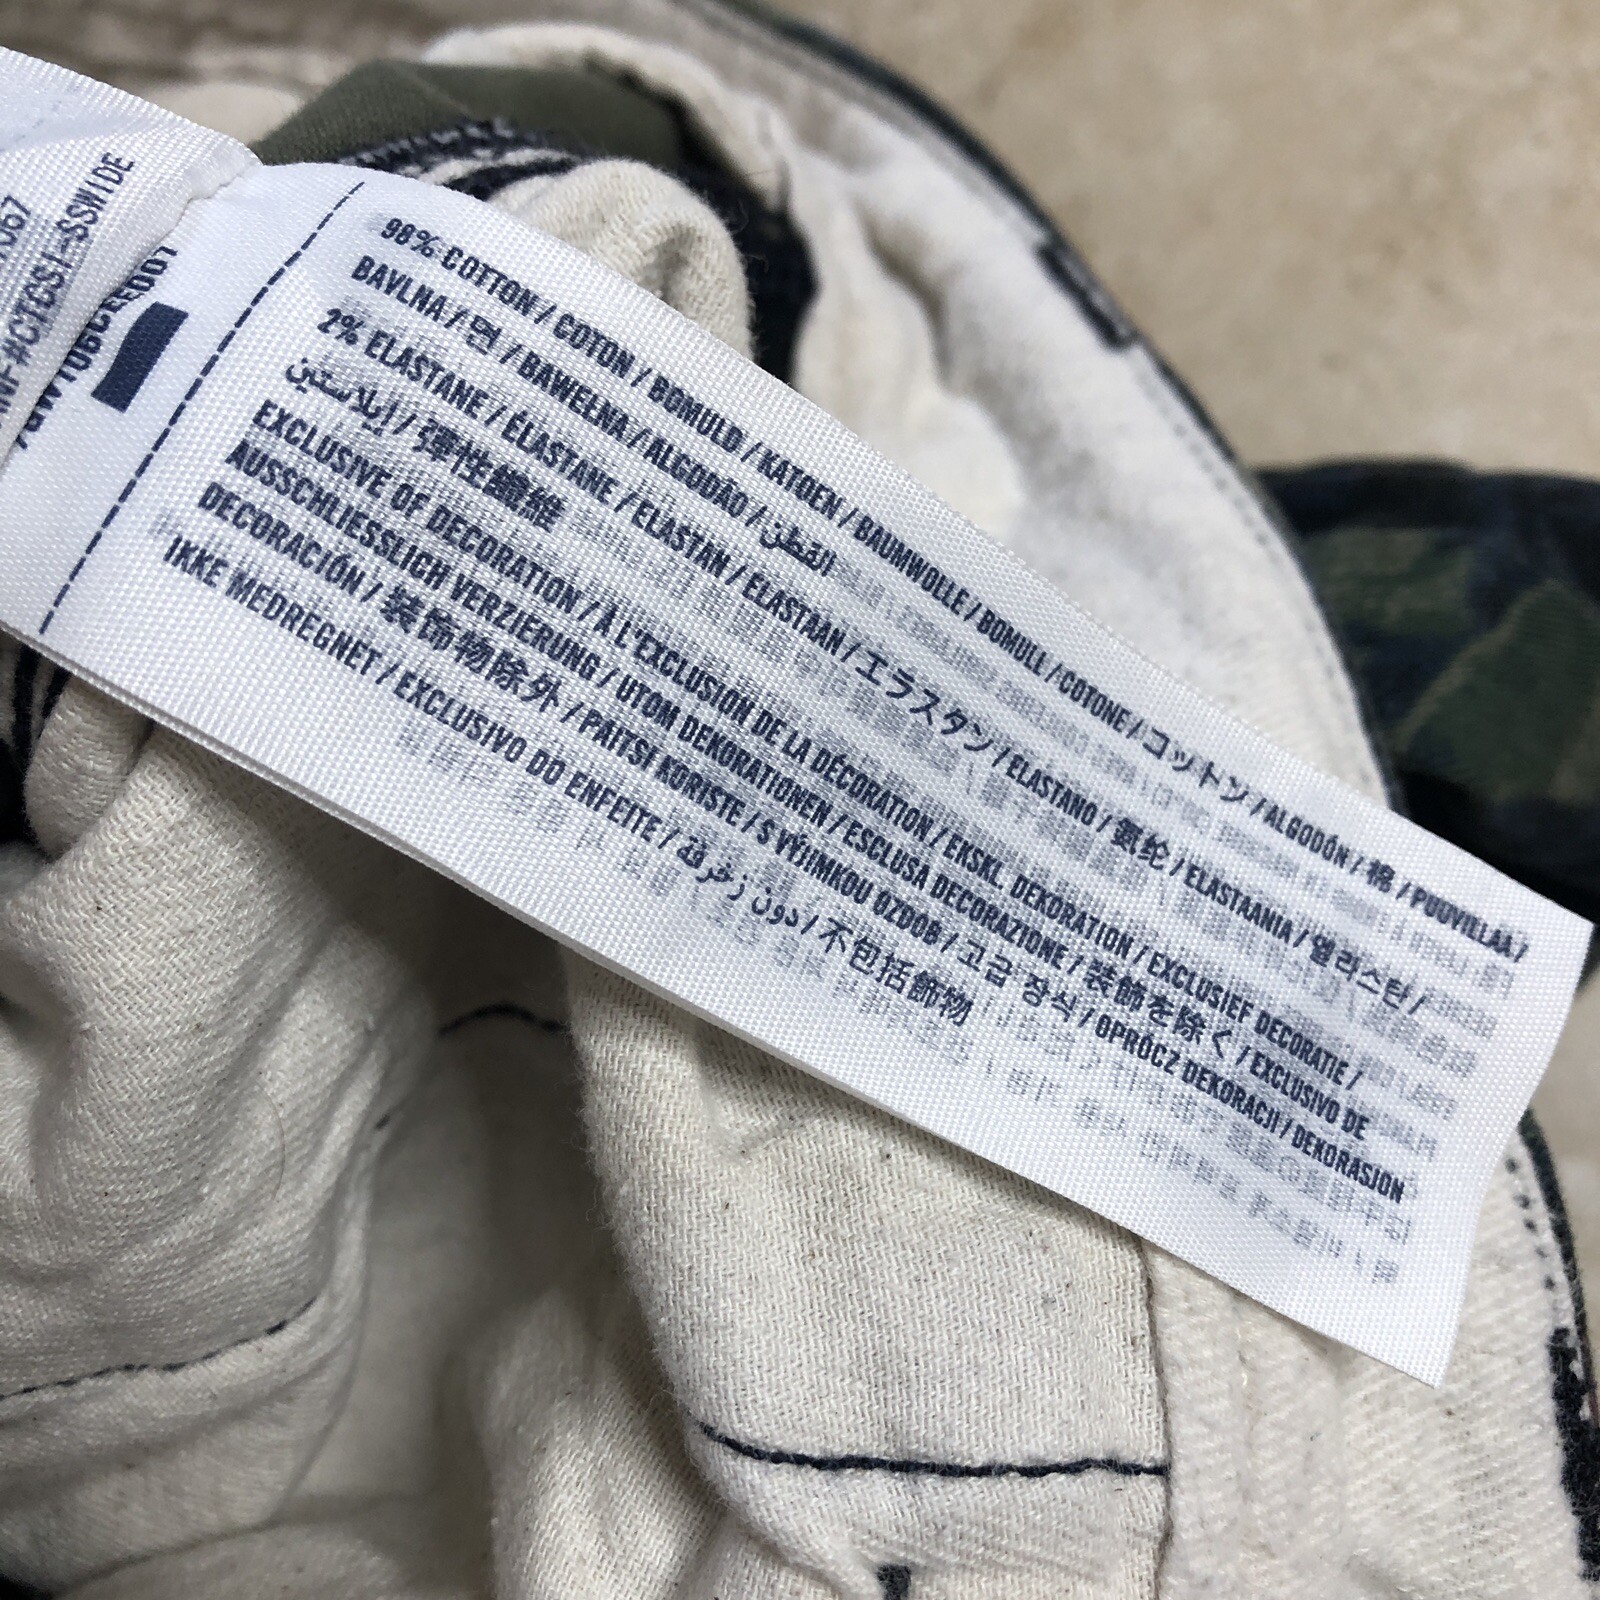 98% COTTON / COTON / BOMULD / KATOEN / BAUMWOLLE / BOMULL / COTONE / コットン / ALGODÓN / 棉 / PUUVILLAA /
BAVLNA / 면 / BAWEŁNA / ALGODÃO / القطن
2% ELASTANE / ÉLASTANE / ELASTAN / ELASTAAN / エラスタン / ELASTANO / 氨纶 / ELASTAANIA / 엘라스탄 /
إيلاستين / 彈性纖維
EXCLUSIVE OF DECORATION / À L'EXCLUSION DE LA DÉCORATION / EKSKL. DEKORATION / EXCLUSIEF DECORATIE /
AUSSCHLIESSLICH VERZIERUNG / UTOM DEKORATIONEN / ESCLUSA DECORAZIONE / 装飾を除く / EXCLUSIVO DE
DECORACIÓN / 装饰物除外 / PAITSI KORISTE / S VÝJIMKOU OZDOB / 고급 장식 / OPRÓCZ DEKORACJI / DEKORASJON
IKKE MEDREGNET / EXCLUSIVO DO ENFEITE / دون زخرفة / 不包括飾物